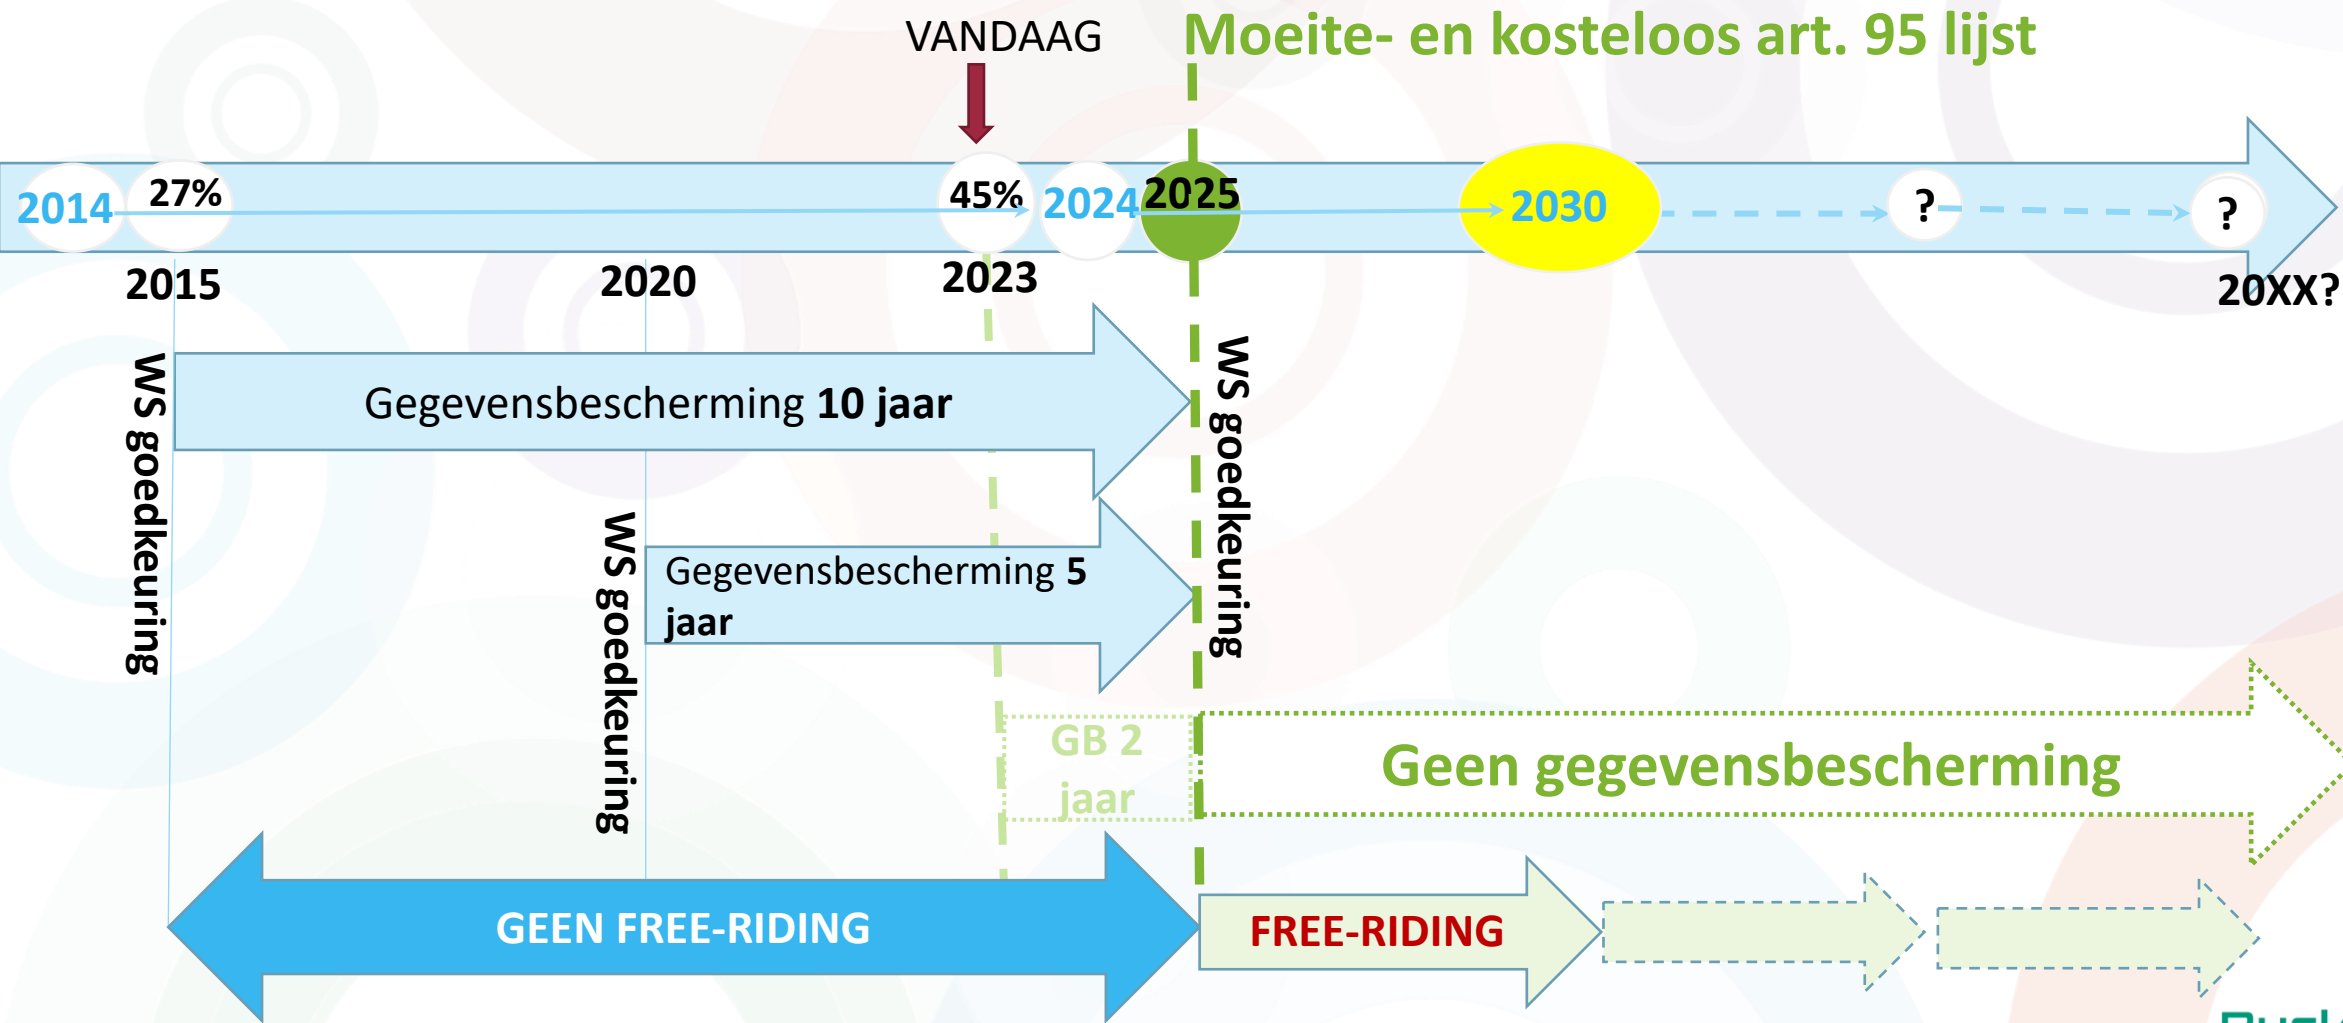 VANDAAG
Moeite- en kosteloos art. 95 lijst
2014
27%
45%
2024
2025
2030
?
?
2015
2020
2023
20XX?
WS goedkeuring
Gegevensbescherming 10 jaar
WS goedkeuring
WS goedkeuring
Gegevensbescherming 5
jaar
GB 2
jaar
Geen gegevensbescherming
GEEN FREE-RIDING
FREE-RIDING